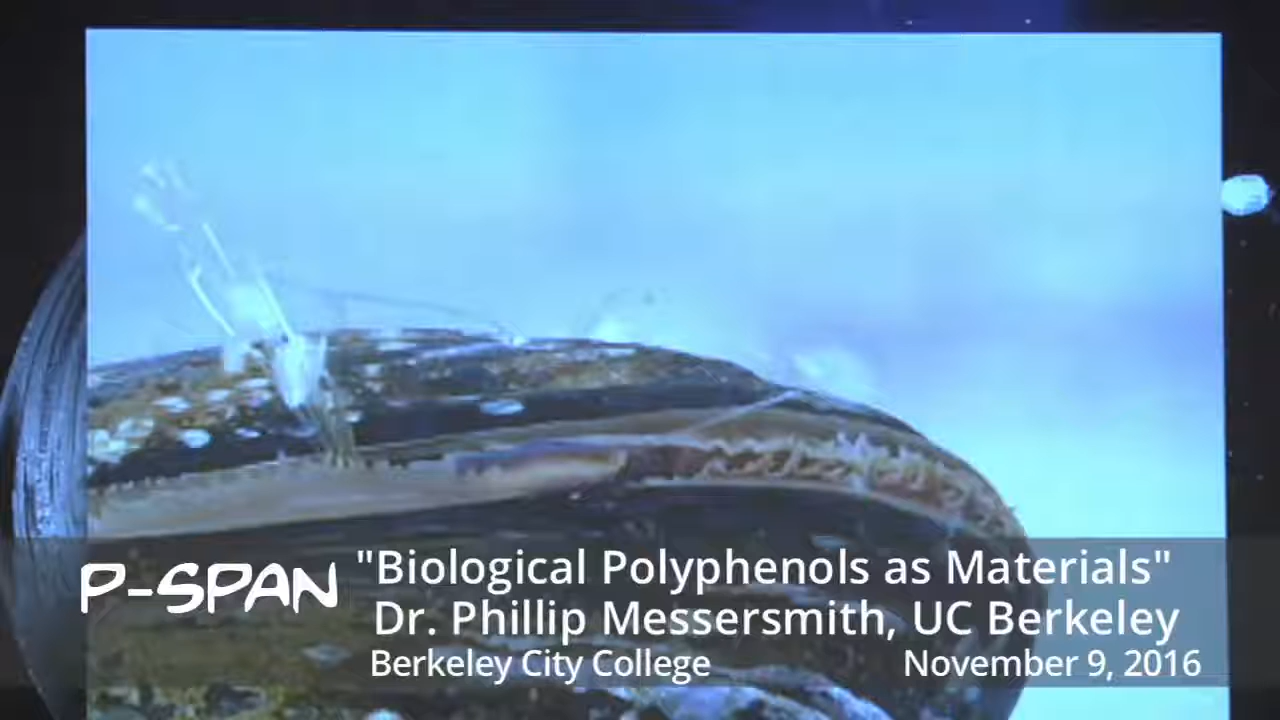 P-SPAN
"Biological Polyphenols as Materials"
Dr. Phillip Messersmith, UC Berkeley
Berkeley City College
November 9, 2016